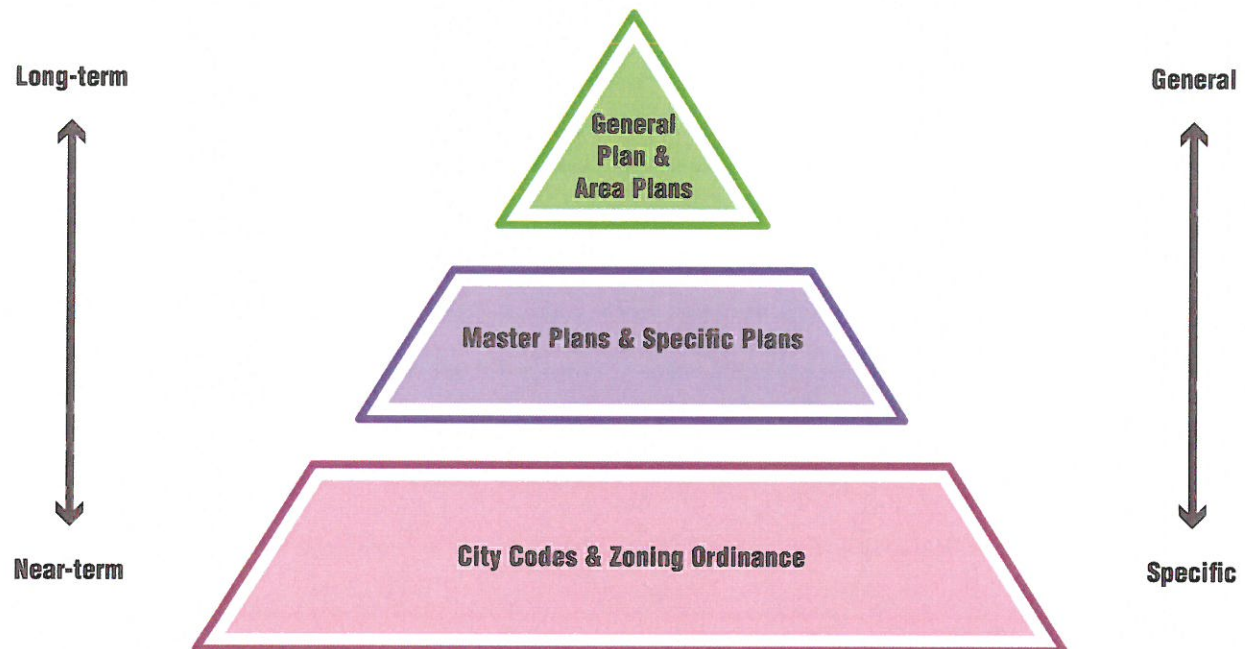 Long-term
General
General
Plan &
Area Plans
Master Plans & Specific Plans
City Codes & Zoning Ordinance
Near-term
Specific